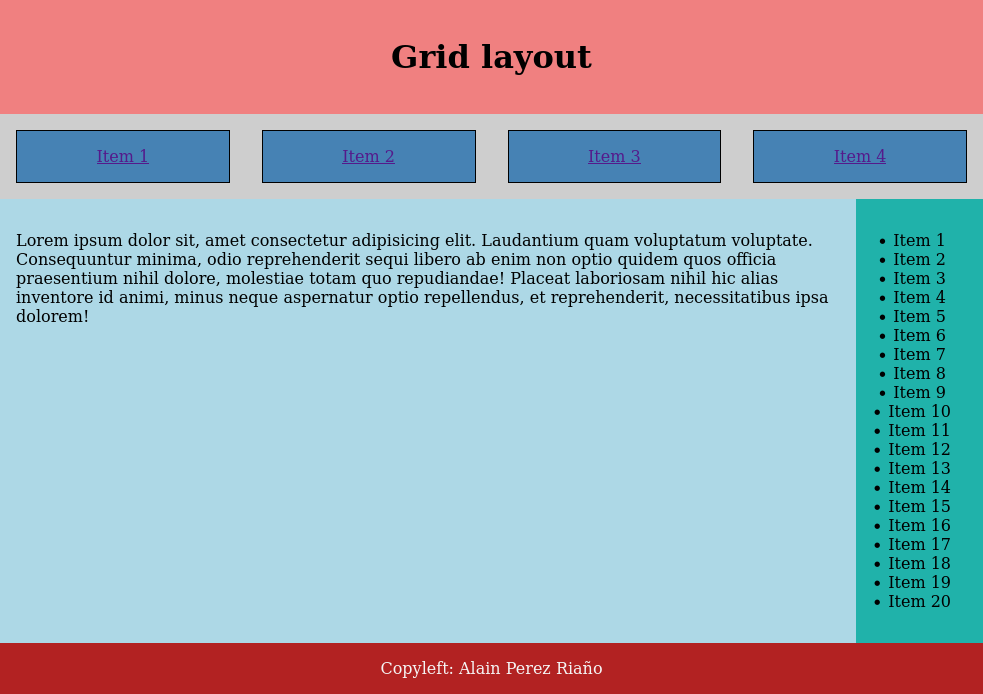 Grid layout
Item 1
Item 2
Item 3
Item 4
Lorem ipsum dolor sit, amet consectetur adipisicing elit. Laudantium quam voluptatum voluptate.
Consequuntur minima, odio reprehenderit sequi libero ab enim non optio quidem quos officia
praesentium nihil dolore, molestiae totam quo repudiandae! Placeat laboriosam nihil hic alias
inventore id animi, minus neque aspernatur optio repellendus, et reprehenderit, necessitatibus ipsa
dolorem!
• Item 1
• Item 2
• Item 3
• Item 4
• Item 5
• Item 6
• Item 7
• Item 8
• Item 9
• Item 10
• Item 11
• Item 12
• Item 13
• Item 14
• Item 15
• Item 16
• Item 17
• Item 18
• Item 19
• Item 20
Copyleft: Alain Perez Riaño